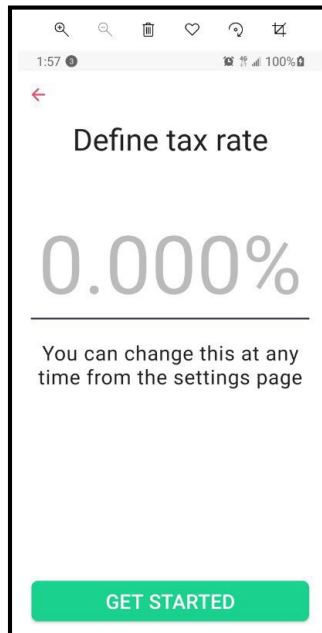 1:57 3 100%
Define tax rate
0.000%
You can change this at any
time from the settings page
GET STARTED